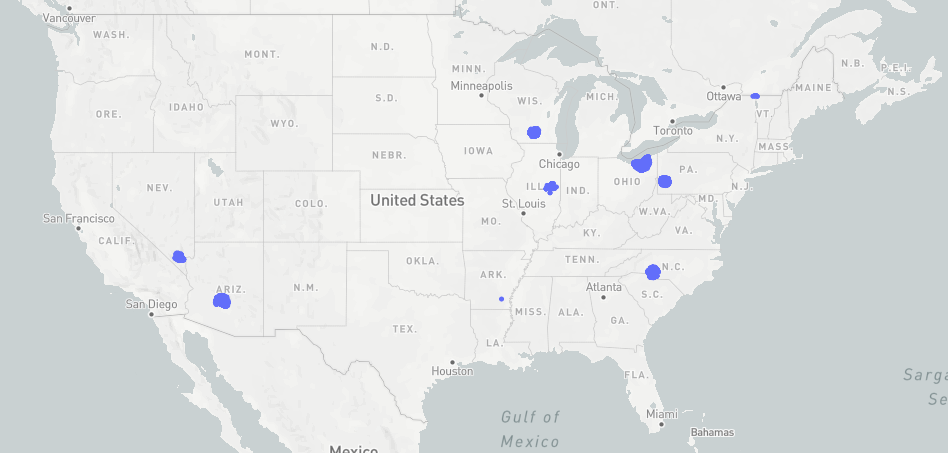 ONT.
Vancouver
WASH.
MONT.
N.D.
MINN.
N.B.
P.E.I.
Minneapolis
MICH.
Ottawa
MAINE
N.S.
ORE.
IDAHO
S.D.
WIS.
VT.
WYO.
Toronto
N.Y.
MASS
NEBR.
IOWA
Chicago
PA.
NEV.
UTAH
COLO.
United States
ILL
IND.
OHIO
N.J.
MD.
San Francisco
MO.
St. Louis
W.VA.
VA.
CALIF.
KY.
OKLA.
TENN.
N.C.
ARIZ.
N.M.
ARK.
Atlanta
S.C.
San Diego
MISS.
ALA.
GA.
TEX.
LA.
Houston
FLA.
Miami
Bahamas
Gulf of
Mexico
Mexico
Sarga
Se